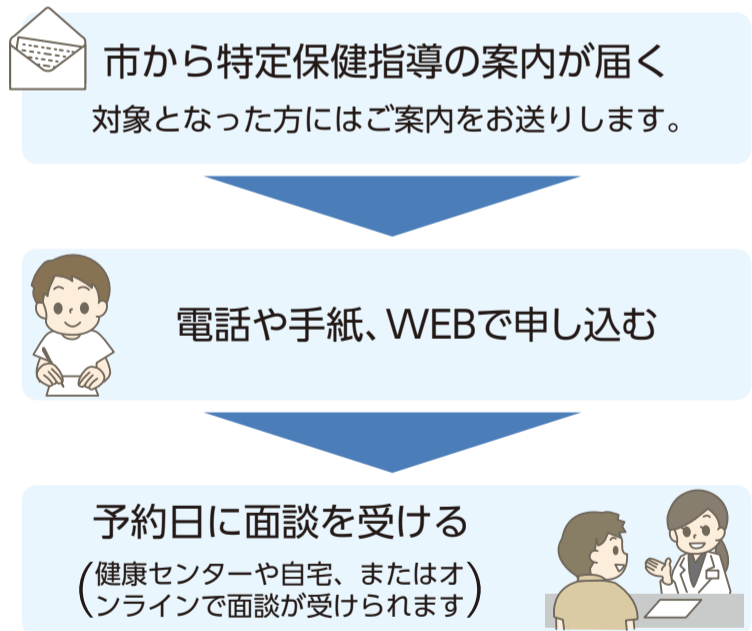 市から特定保健指導の案内が届く
対象となった方にはご案内をお送りします。
電話や手紙、WEBで申し込む
予約日に面談を受ける
(健康センターや自宅、またはオ
ンラインで面談が受けられます)